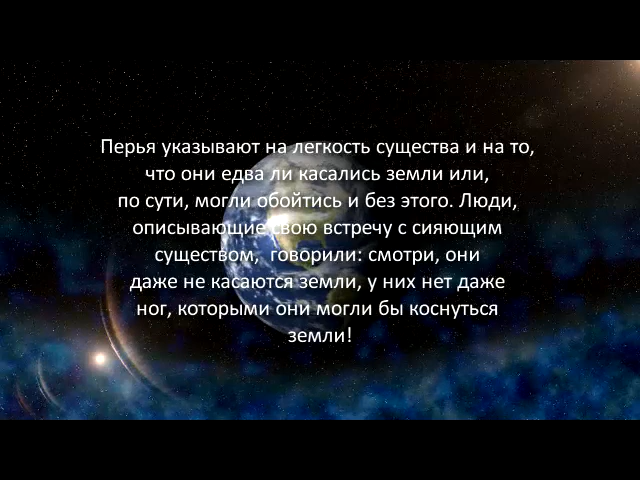 Перья указывают на легкость существа и на то,
что они едва ли касались земли или,
по сути, могли обойтись и без этого. Люди,
описывающие свою встречу с сияющим
существом, говорили: смотри, они
даже не касаются земли, у них нет даже
ног, которыми они могли бы коснуться
земли!